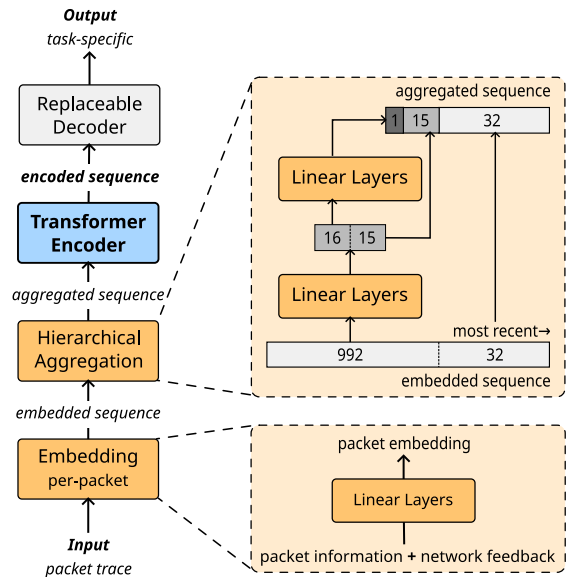 Output
task-specific
Replaceable
Decoder
encoded sequence
Transformer
Encoder
aggregated sequence
Hierarchical
Aggregation
embedded sequence
Embedding
per-packet
Input
packet trace
aggregated sequence
1 15 32
Linear Layers
16 15
Linear Layers
most recent→
992 32
embedded sequence
packet embedding
Linear Layers
packet information + network feedback